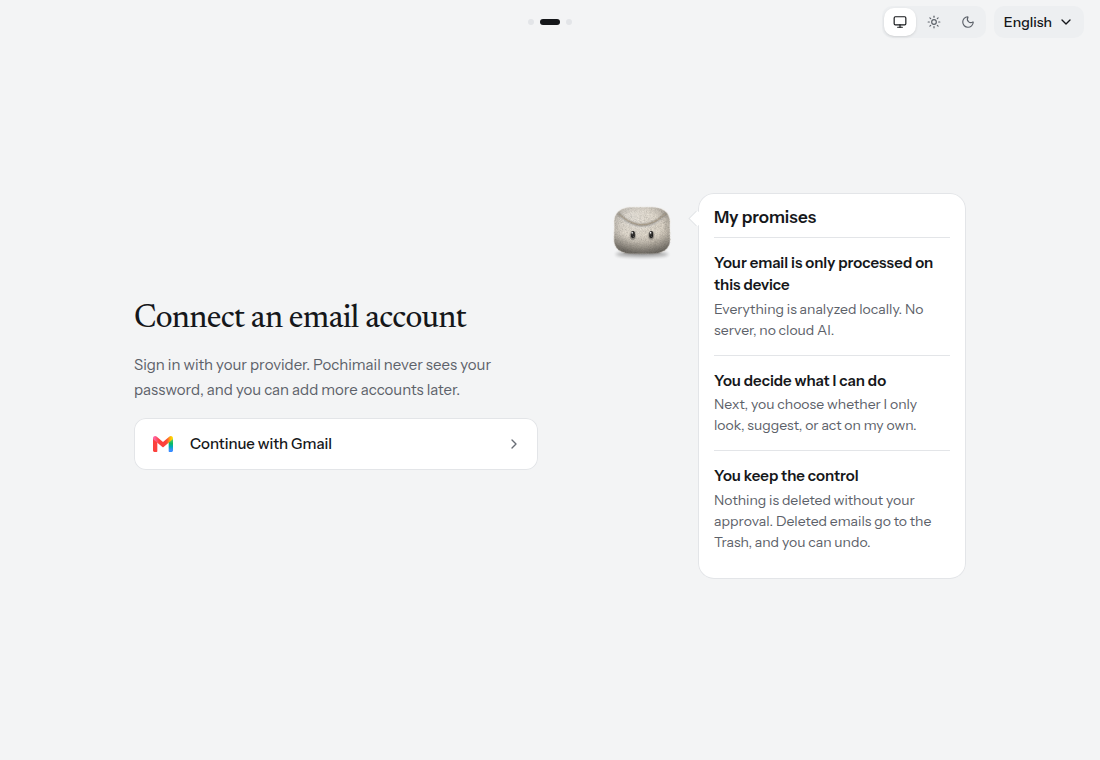 English
Connect an email account
Sign in with your provider. Pochimail never sees your
password, and you can add more accounts later.
Continue with Gmail
My promises
Your email is only processed on
this device
Everything is analyzed locally. No
server, no cloud AI.
You decide what I can do
Next, you choose whether I only
look, suggest, or act on my own.
You keep the control
Nothing is deleted without your
approval. Deleted emails go to the
Trash, and you can undo.